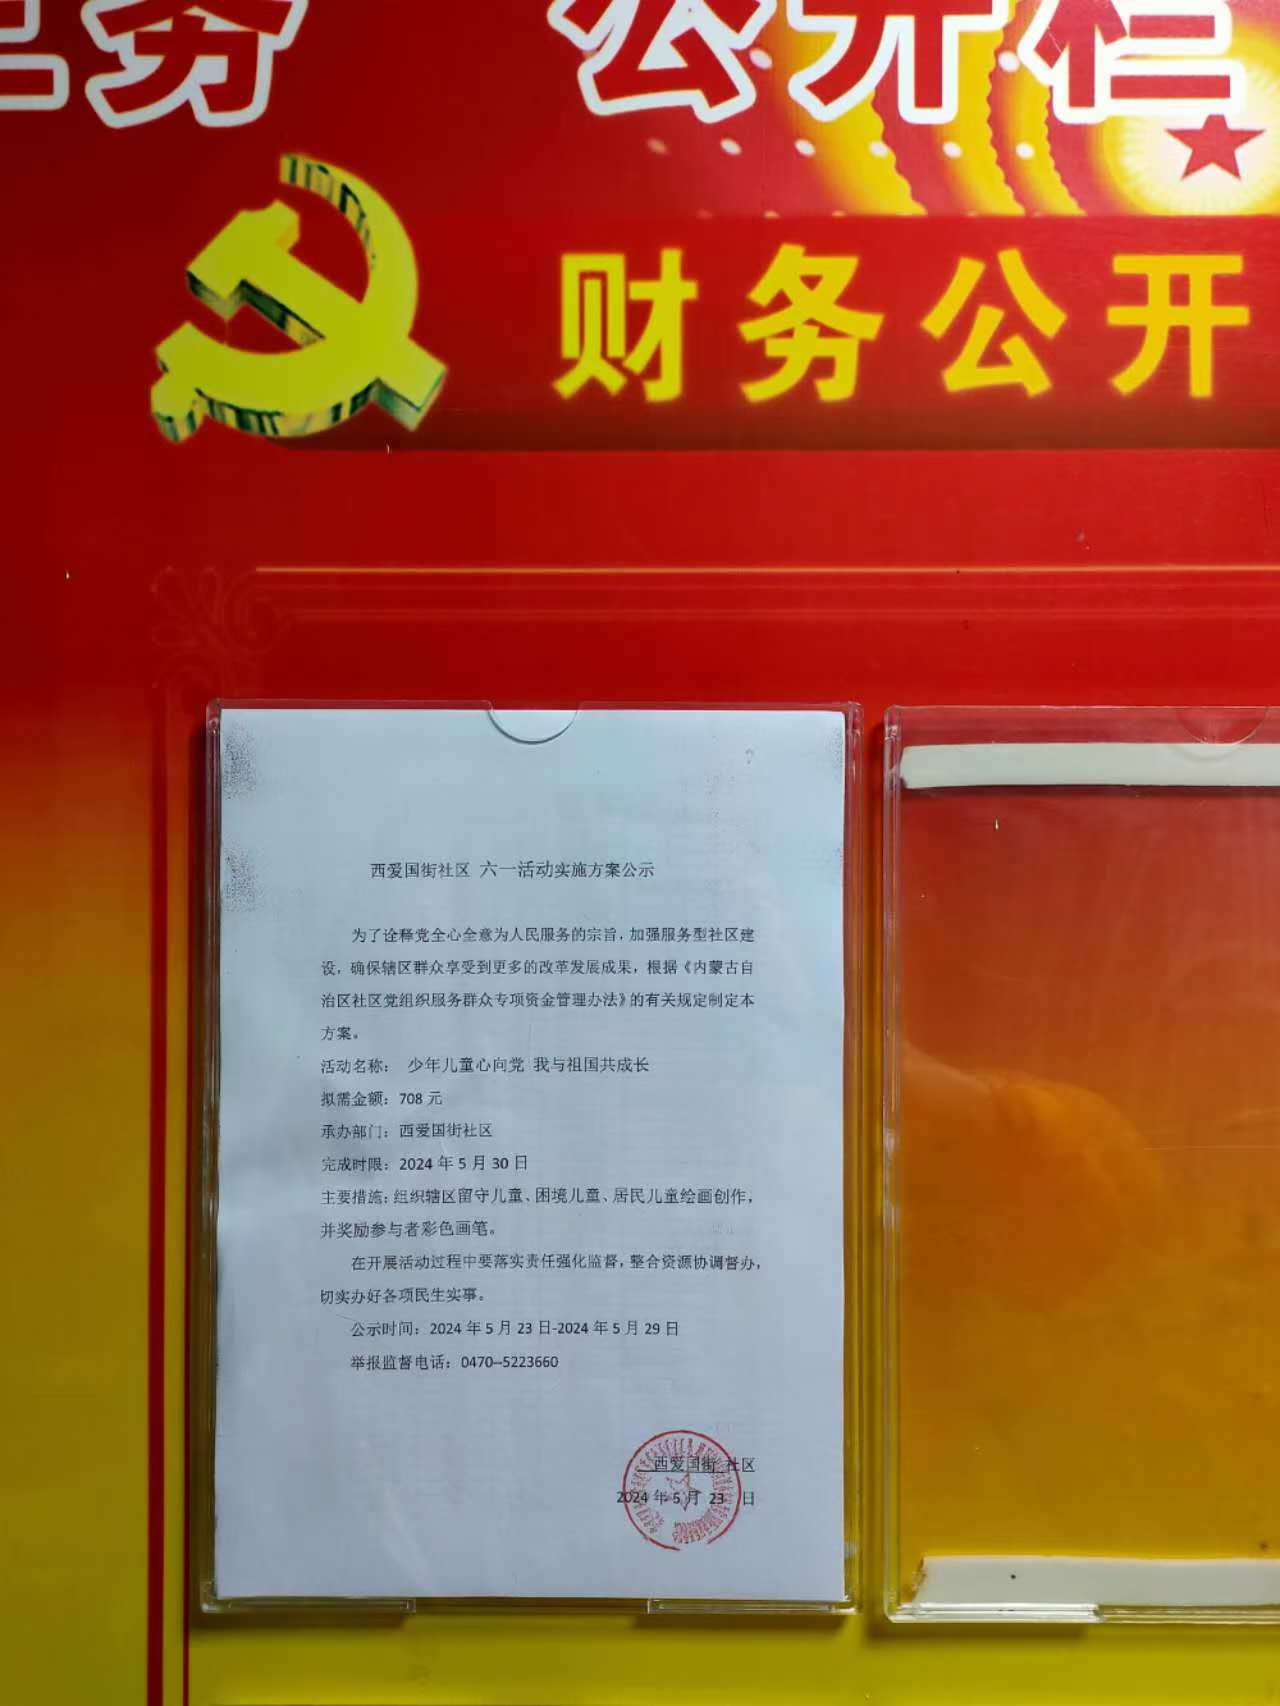 务 公开栏
财务公开
西爱国街社区 六一活动实施方案公示
为了诠释党全心全意为人民服务的宗旨，加强服务型社区建
设，确保辖区群众享受到更多的改革发展成果，根据《内蒙古自
治区社区党组织服务群众专项资金管理办法》的有关规定制定本
方案。
活动名称： 少年儿童心向党 我与祖国共成长
拟需金额：708 元
承办部门：西爱国街社区
完成时限：2024 年 5 月 30 日
主要措施：组织辖区留守儿童、困境儿童、居民儿童绘画创作，
并奖励参与者彩色画笔。
在开展活动过程中要落实责任强化监督，整合资源协调督办，
切实办好各项民生实事。
公示时间：2024 年 5 月 23 日-2024 年 5 月 29 日
举报监督电话：0470--5223660
西爱国街 社区
2024 年 5 月 23 日